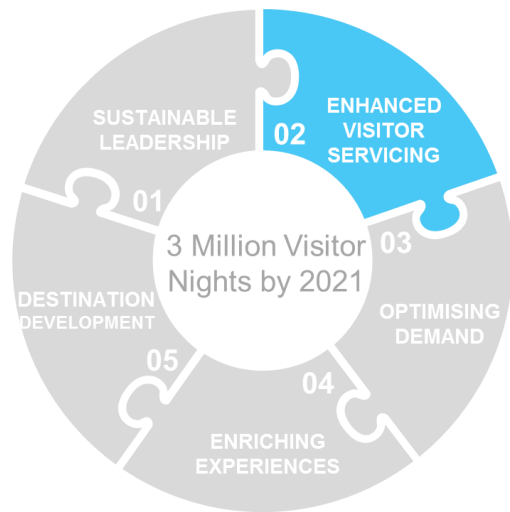 SUSTAINABLE
LEADERSHIP
01
02
ENHANCED
VISITOR
SERVICING
03
OPTIMISING
DEMAND
04
ENRICHING
EXPERIENCES
05
DESTINATION
DEVELOPMENT
3 Million Visitor
Nights by 2021